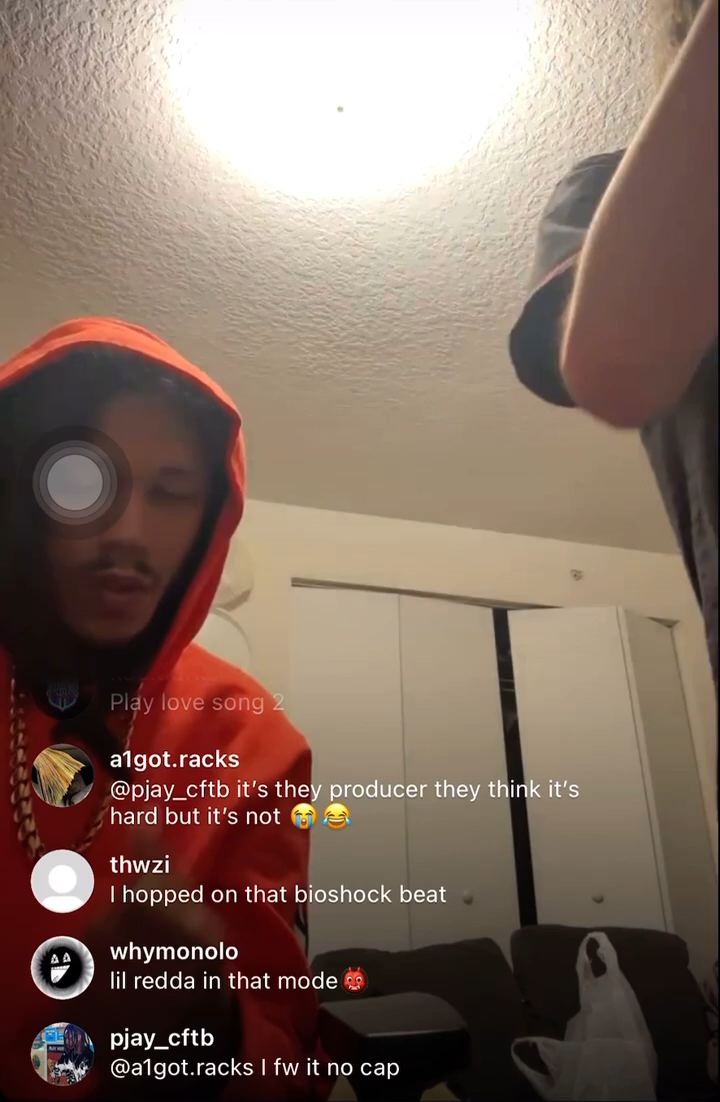 Play love song 2
a1got.racks
@pjay_cftb it’s they producer they think it’s
hard but it’s not 😭😂
thwzi
I hopped on that bioshock beat
whymonolo
lil redda in that mode👹
pjay_cftb
@a1got.racks I fw it no cap